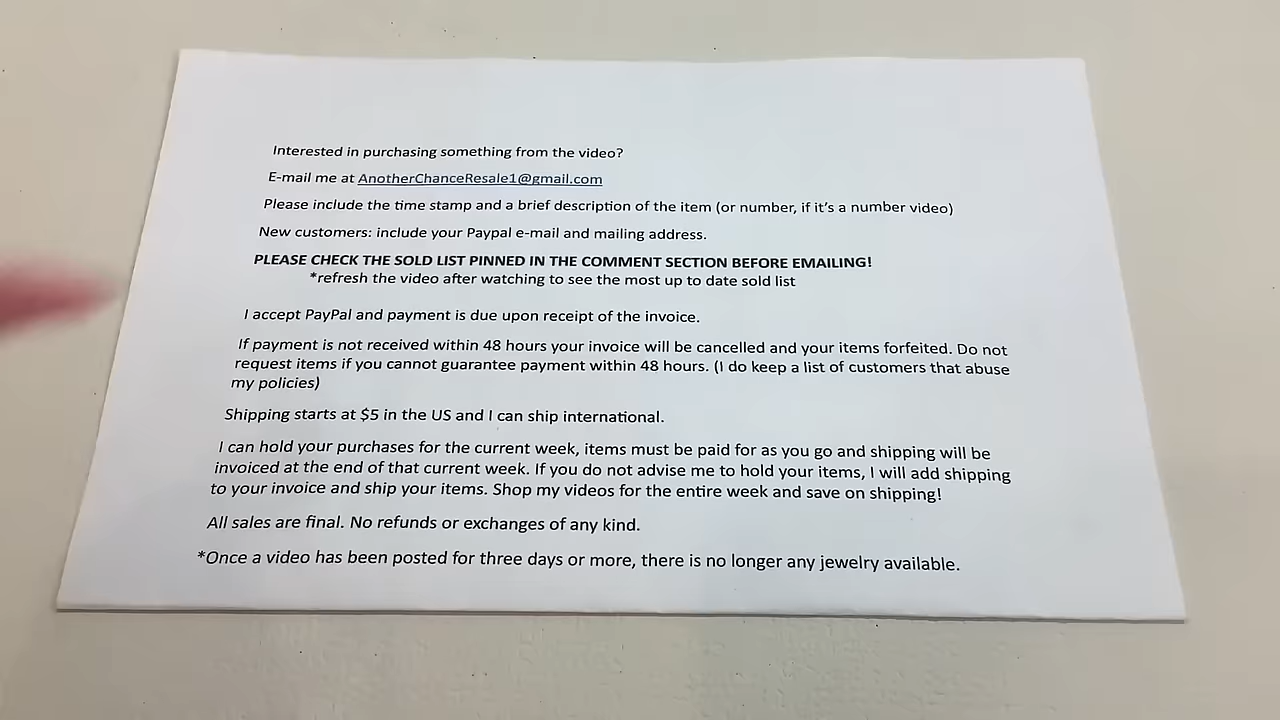 Interested in purchasing something from the video?
E-mail me at AnotherChanceResale1@gmail.com
Please include the time stamp and a brief description of the item (or number, if it's a number video)
New customers: include your Paypal e-mail and mailing address.
PLEASE CHECK THE SOLD LIST PINNED IN THE COMMENT SECTION BEFORE EMAILING!
*refresh the video after watching to see the most up to date sold list
I accept PayPal and payment is due upon receipt of the invoice.
If payment is not received within 48 hours your invoice will be cancelled and your items forfeited. Do not
request items if you cannot guarantee payment within 48 hours. (I do keep a list of customers that abuse
my policies)
Shipping starts at $5 in the US and I can ship international.
I can hold your purchases for the current week, items must be paid for as you go and shipping will be
invoiced at the end of that current week. If you do not advise me to hold your items, I will add shipping
to your invoice and ship your items. Shop my videos for the entire week and save on shipping!
All sales are final. No refunds or exchanges of any kind.
*Once a video has been posted for three days or more, there is no longer any jewelry available.